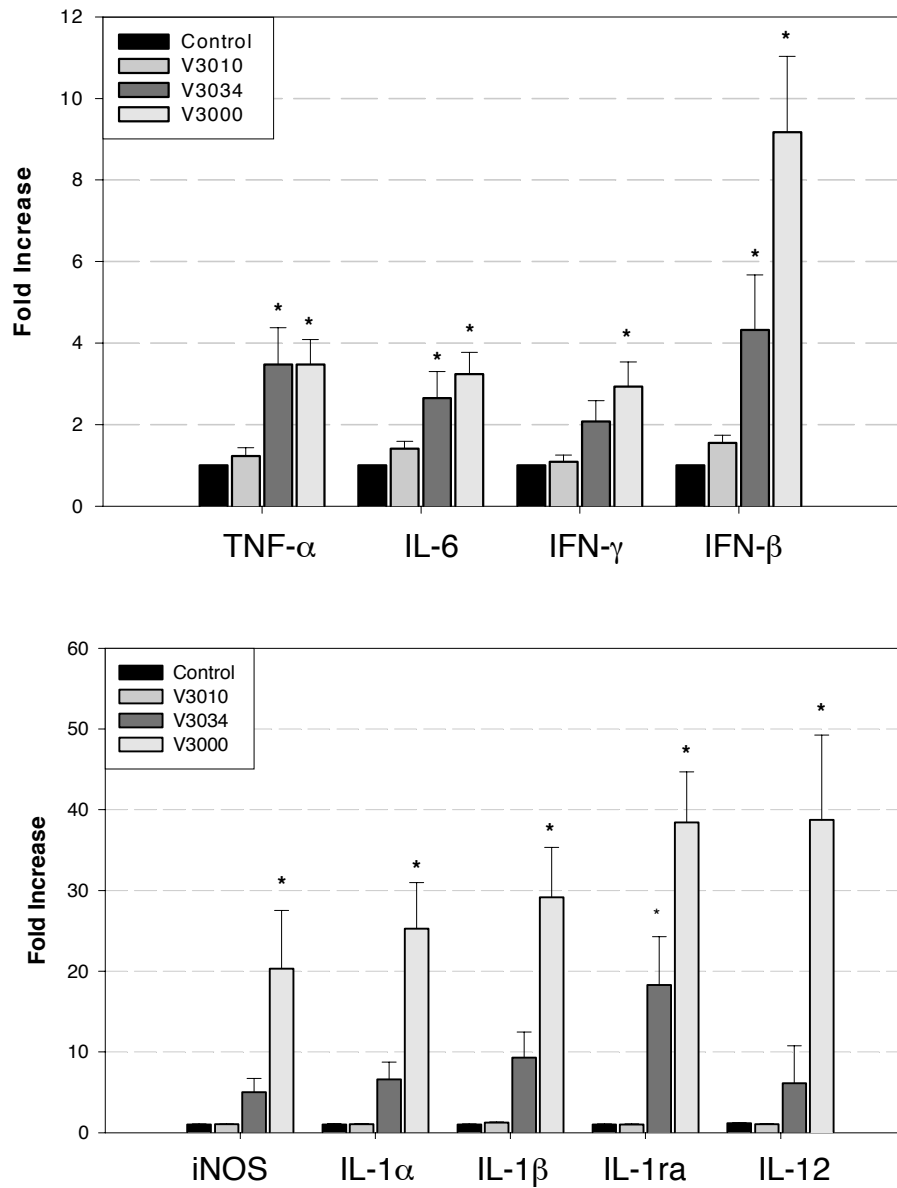 12
10
8
6
4
2
0
Fold Increase
Control
V3010
V3034
V3000
* * * * * * *
TNF-α IL-6 IFN-γ IFN-β
60
50
40
30
20
10
0
Fold Increase
Control
V3010
V3034
V3000
* * * * * *
iNOS IL-1α IL-1β IL-1ra IL-12